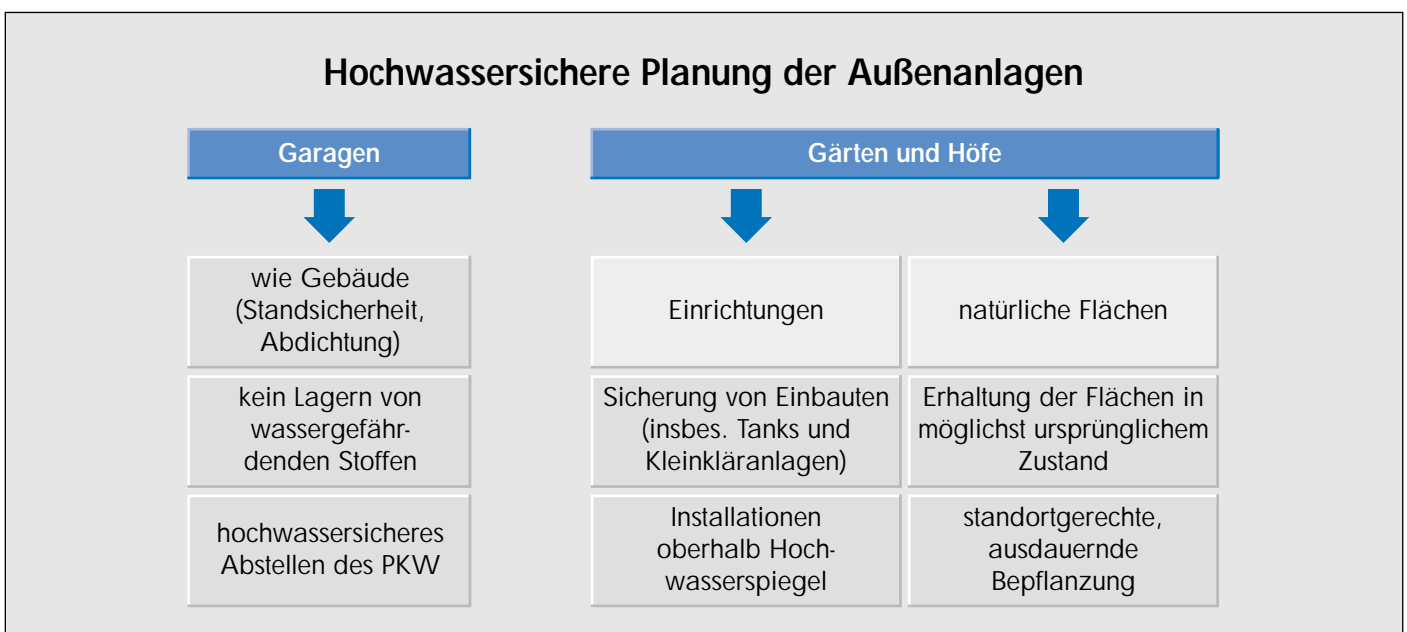 Hochwassersichere Planung der Außenanlagen
Garagen
wie Gebäude
(Standsicherheit,
Abdichtung)
kein Lagern von
wassergefähr-
denden Stoffen
hochwassersicheres
Abstellen des PKW
Gärten und Höfe
Einrichtungen
Sicherung von Einbauten
(insbes. Tanks und
Kleinkläranlagen)
Installationen
oberhalb Hoch-
wasserspiegel
natürliche Flächen
Erhaltung der Flächen in
möglichst ursprünglichem
Zustand
standortgerechte,
ausdauernde
Bepflanzung